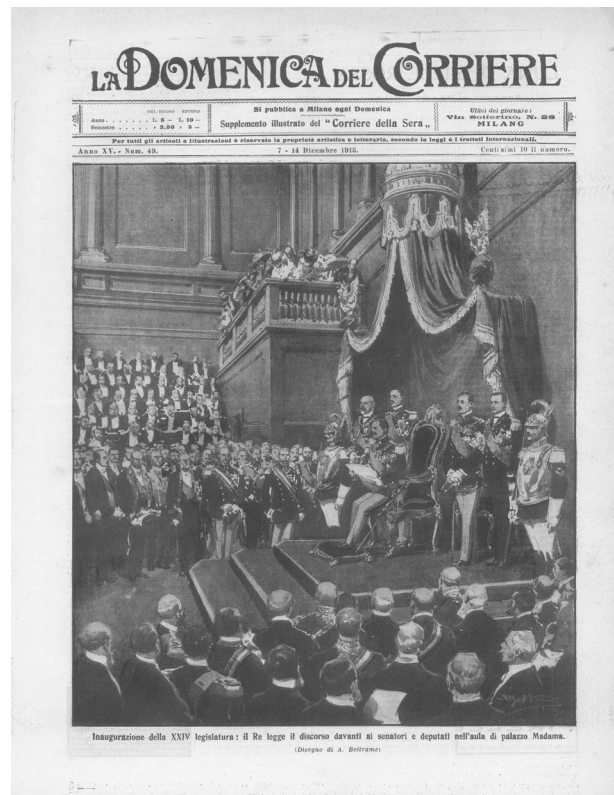 LA DOMENICA DEL CORRIERE
NEL REGNO ESTERO
Anno . . . . . . . L. 5 — L. 10 —
Semestre . . . . . „ 2,50 „ 5 —
Si pubblica a Milano ogni Domenica
Supplemento illustrato del "Corriere della Sera„
Uffici del giornale:
Via Solferino, N. 28
MILANO
Per tutti gli articoli e illustrazioni è riservata la proprietà artistica e letteraria, secondo le leggi e i trattati internazionali.
Anno XV. - Num. 49.
7 - 14 Dicembre 1913.
Centesimi 10 il numero.
Inaugurazione della XXIV legislatura: il Re legge il discorso davanti ai senatori e deputati nell'aula di palazzo Madama.
(Disegno di A. Beltrame)